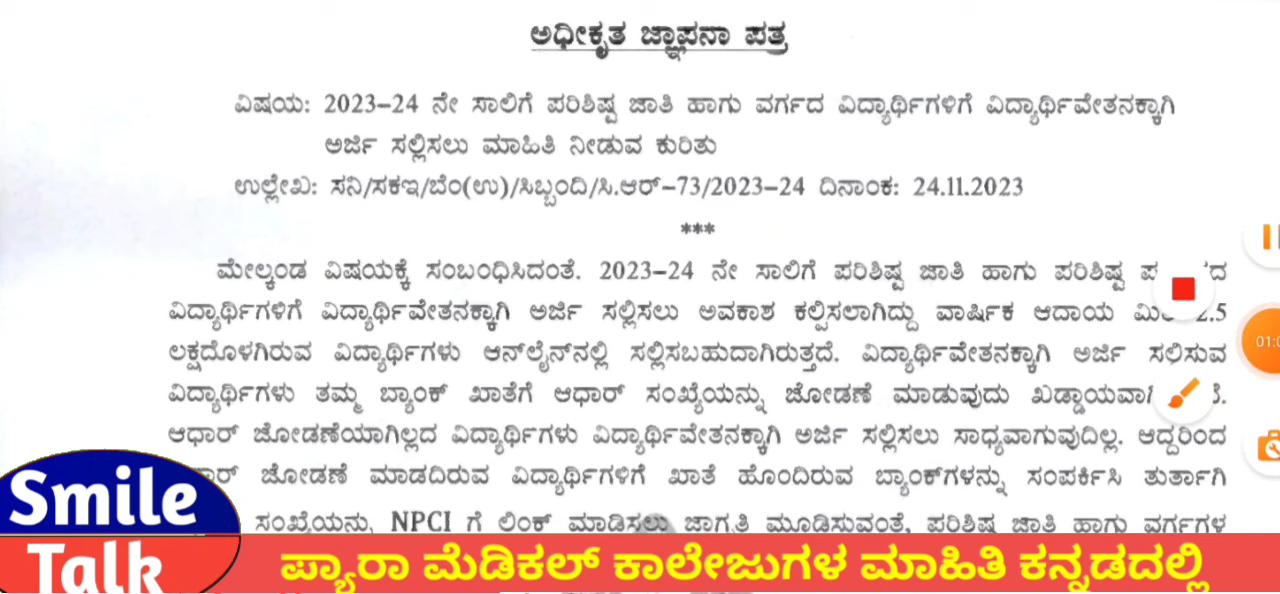 ಅಧೀಕೃತ ಜ್ಞಾಪನಾ ಪತ್ರ
ವಿಷಯ: 2023-24 ನೇ ಸಾಲಿಗೆ ಪರಿಶಿಷ್ಟ ಜಾತಿ ಹಾಗು ವರ್ಗದ ವಿದ್ಯಾರ್ಥಿಗಳಿಗೆ ವಿದ್ಯಾರ್ಥಿವೇತನಕ್ಕಾಗಿ
ಅರ್ಜಿ ಸಲ್ಲಿಸಲು ಮಾಹಿತಿ ನೀಡುವ ಕುರಿತು
ಉಲ್ಲೇಖ: ಸನಿ/ಸಕಇ/ಬೆಂ(ಉ)/ಸಿಬ್ಬಂದಿ/ಸಿ.ಆರ್-73/2023-24 ದಿನಾಂಕ: 24.11.2023
***
ಮೇಲ್ಕಂಡ ವಿಷಯಕ್ಕೆ ಸಂಬಂಧಿಸಿದಂತೆ. 2023-24 ನೇ ಸಾಲಿಗೆ ಪರಿಶಿಷ್ಟ ಜಾತಿ ಹಾಗು ಪರಿಶಿಷ್ಟ
ವಿದ್ಯಾರ್ಥಿಗಳಿಗೆ ವಿದ್ಯಾರ್ಥಿವೇತನಕ್ಕಾಗಿ ಅರ್ಜಿ ಸಲ್ಲಿಸಲು ಅವಕಾಶ ಕಲ್ಪಿಸಲಾಗಿದ್ದು ವಾರ್ಷಿಕ ಆದಾಯ 2.5
ಲಕ್ಷದೊಳಗಿರುವ ವಿದ್ಯಾರ್ಥಿಗಳು ಆನ್‌ಲೈನ್‌ನಲ್ಲಿ ಸಲ್ಲಿಸಬಹುದಾಗಿರುತ್ತದೆ. ವಿದ್ಯಾರ್ಥಿವೇತನಕ್ಕಾಗಿ ಅರ್ಜಿ ಸಲ್ಲಿಸುವ
ವಿದ್ಯಾರ್ಥಿಗಳು ತಮ್ಮ ಬ್ಯಾಂಕ್ ಖಾತೆಗೆ ಆಧಾರ್ ಸಂಖ್ಯೆಯನ್ನು ಜೋಡಣೆ ಮಾಡುವುದು
ಆಧಾರ್ ಜೋಡಣೆಯಾಗಿಲ್ಲದ ವಿದ್ಯಾರ್ಥಿಗಳು ವಿದ್ಯಾರ್ಥಿವೇತನಕ್ಕಾಗಿ ಅರ್ಜಿ ಸಲ್ಲಿಸಲು ಸಾಧ್ಯವಾಗುವುದಿಲ್ಲ. ಆದ್ದರಿಂದ
ಜೋಡಣೆ ಮಾಡದಿರುವ ವಿದ್ಯಾರ್ಥಿಗಳಿಗೆ ಖಾತೆ ಹೊಂದಿರುವ ಬ್ಯಾಂಕ್‌ಗಳನ್ನು ಸಂಪರ್ಕಿಸಿ ತುರ್ತಾಗಿ
ಸಂಖ್ಯೆಯನ್ನು NPCI ಗೆ ಲಿಂಕ್ ಮಾಡಿಸಲು ಜಾಗೃತಿ ಮೂಡಿಸುವಂತೆ, ಪರಿಶಿಷ್ಟ ಜಾತಿ ಹಾಗು ವರ್ಗಗಳ
Smile
Talk
ಪ್ಯಾರಾ ಮೆಡಿಕಲ್ ಕಾಲೇಜುಗಳ ಮಾಹಿತಿ ಕನ್ನಡದಲ್ಲಿ